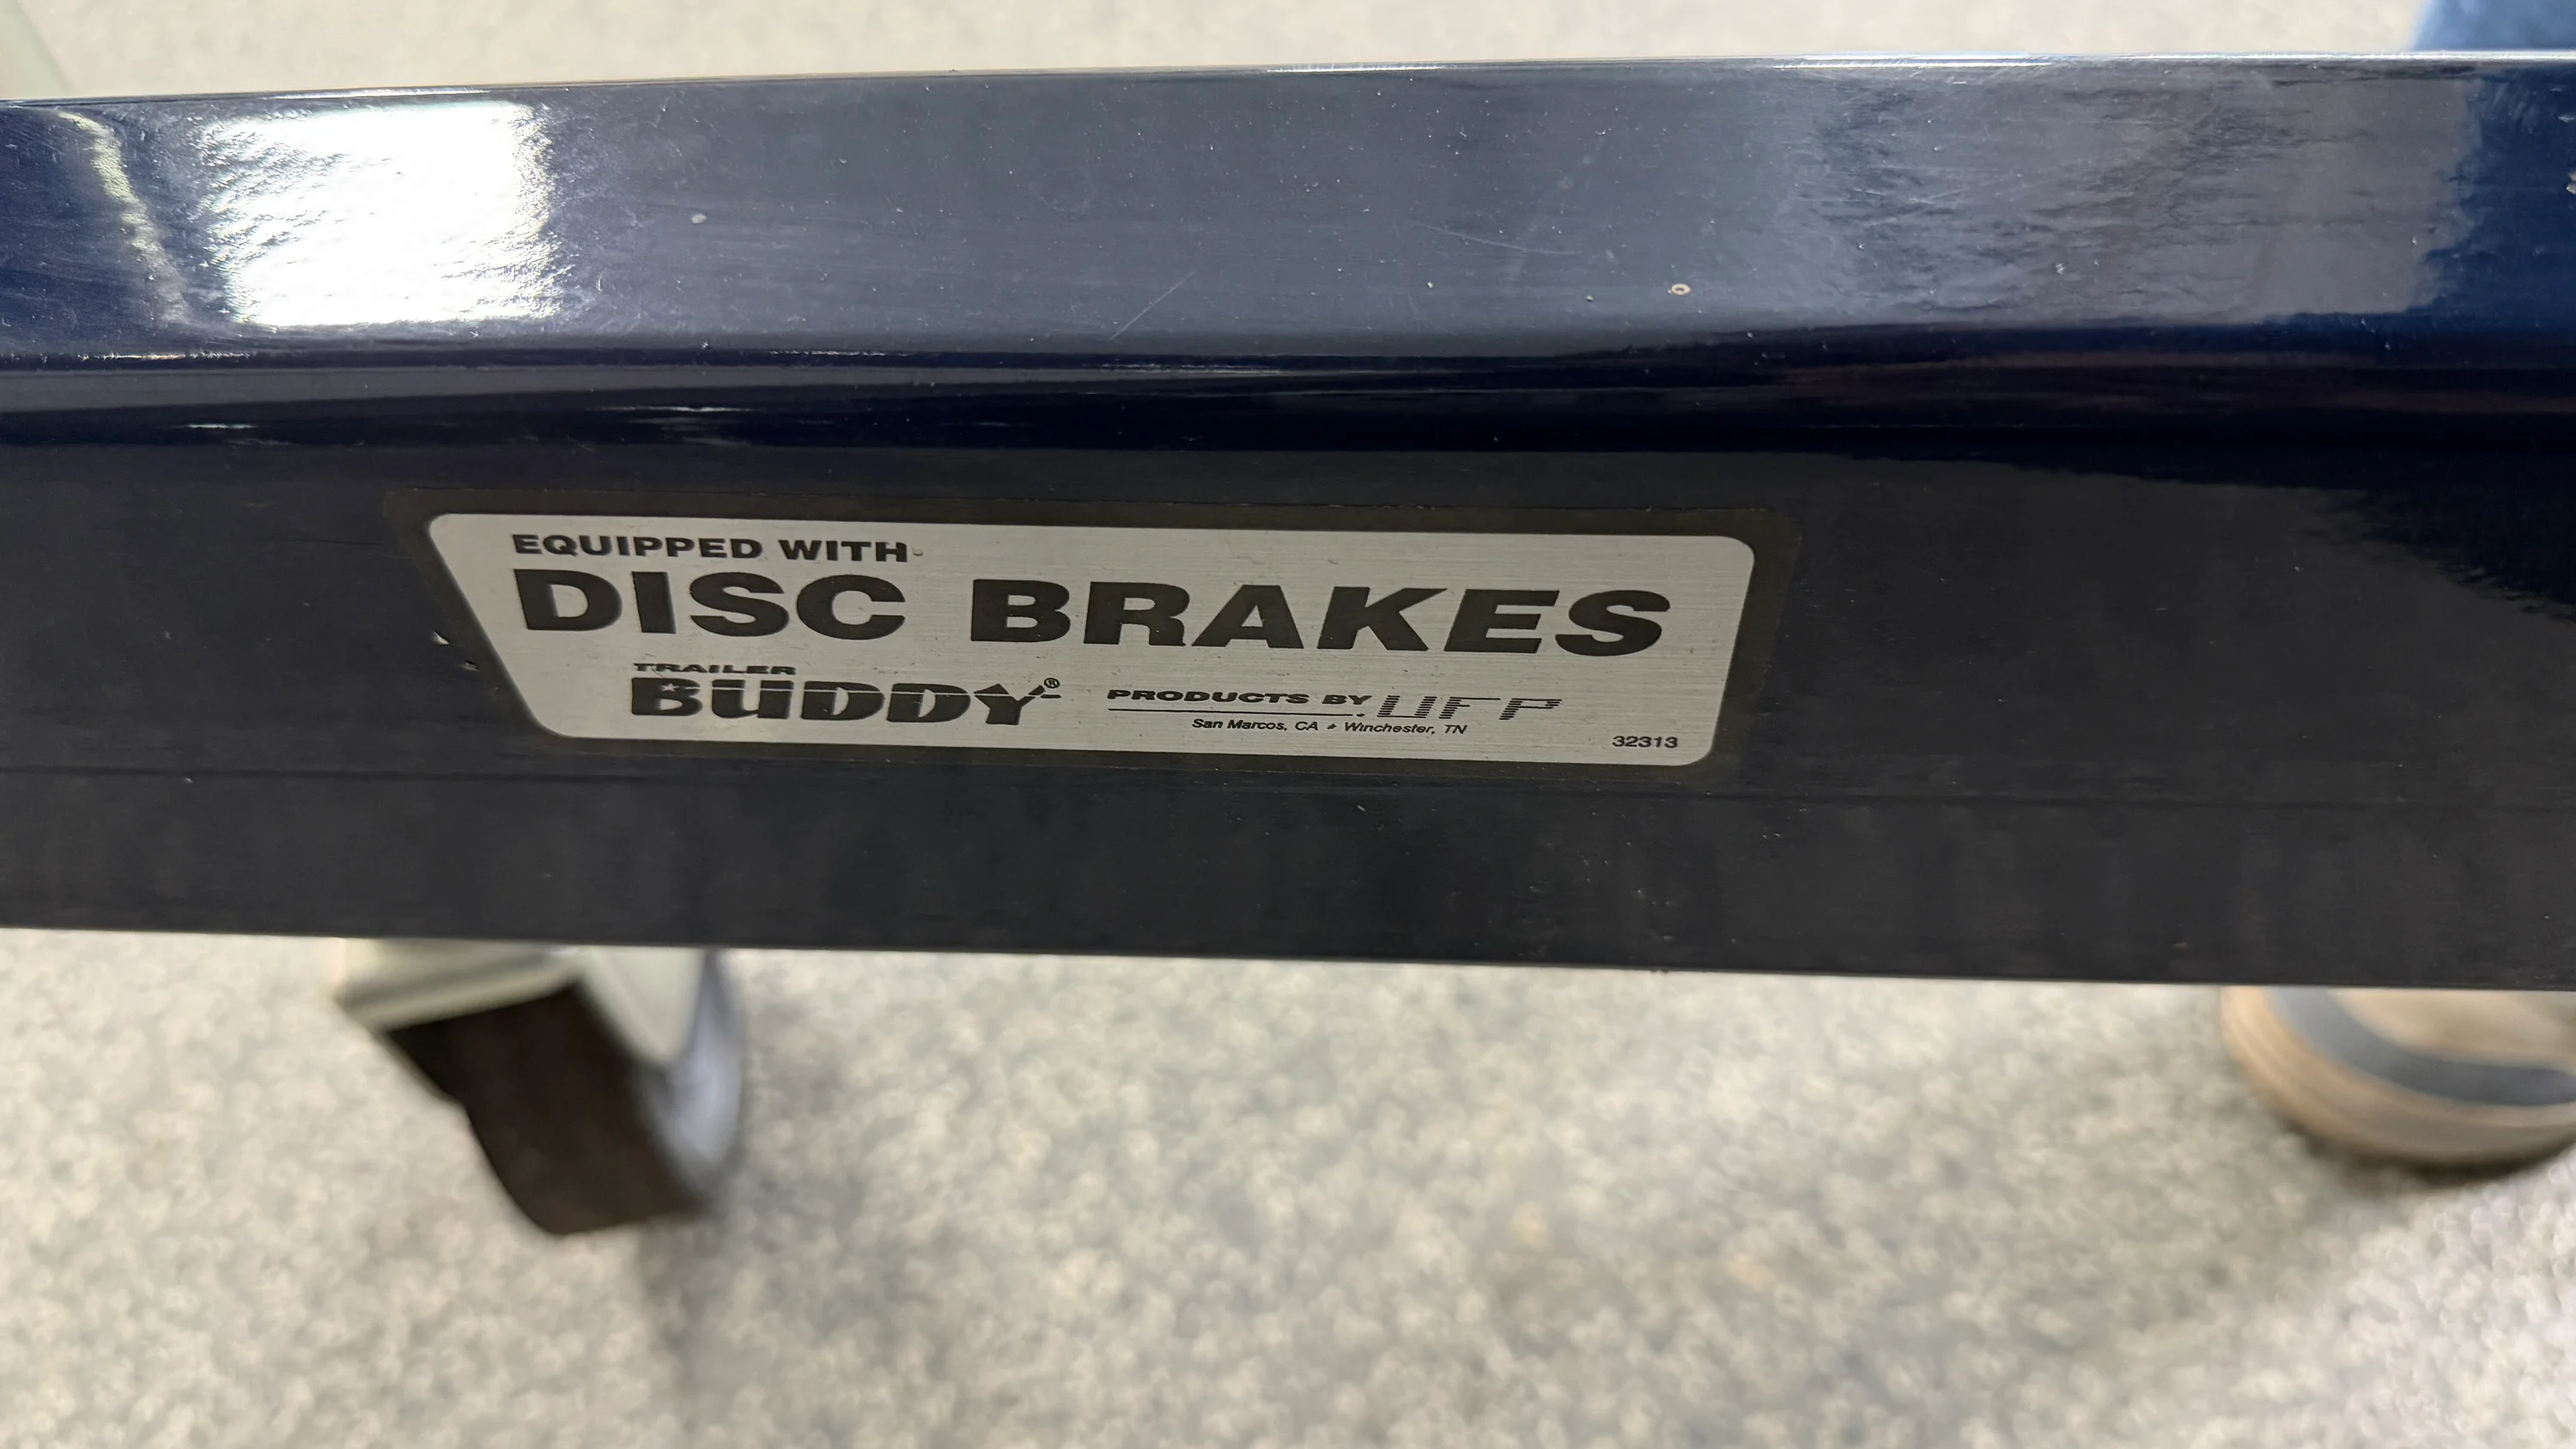 EQUIPPED WITH
DISC BRAKES
TRAILER
BUDDY® PRODUCTS BY UFP
San Marcos, CA * Winchester, TN
32313